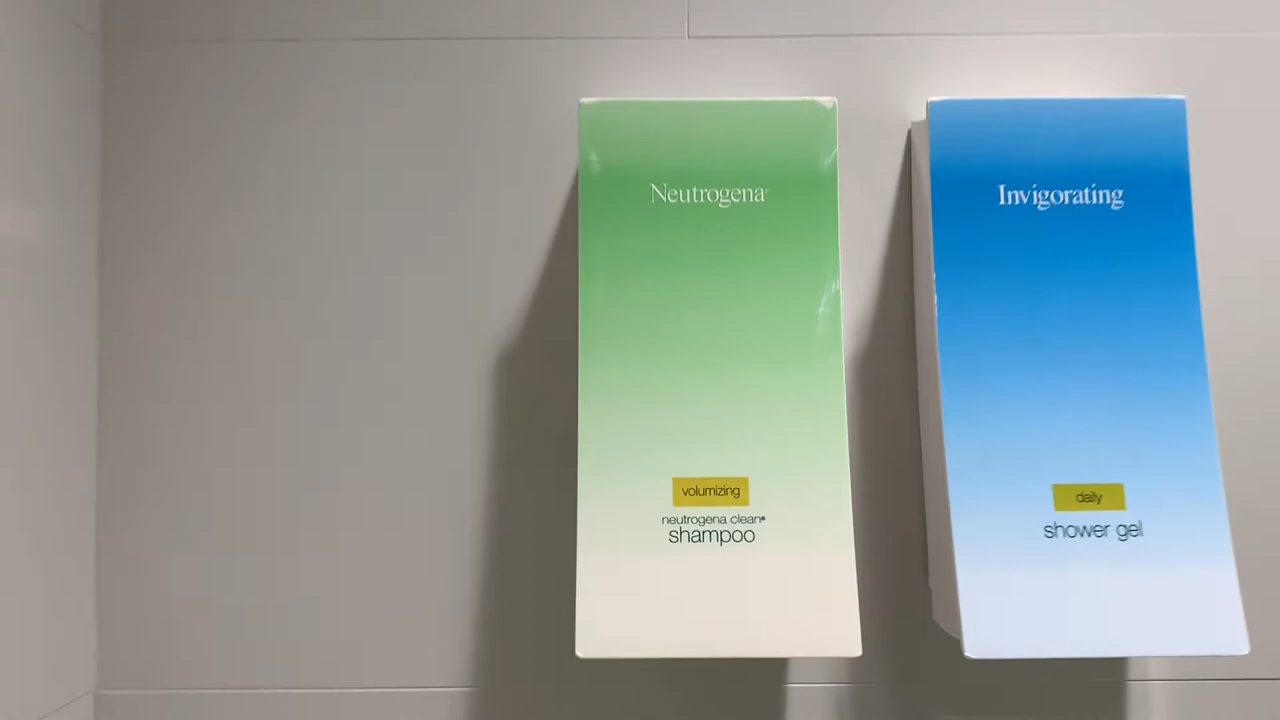 Neutrogena®
volumizing
neutrogena clean®
shampoo
Invigorating
daily
shower gel